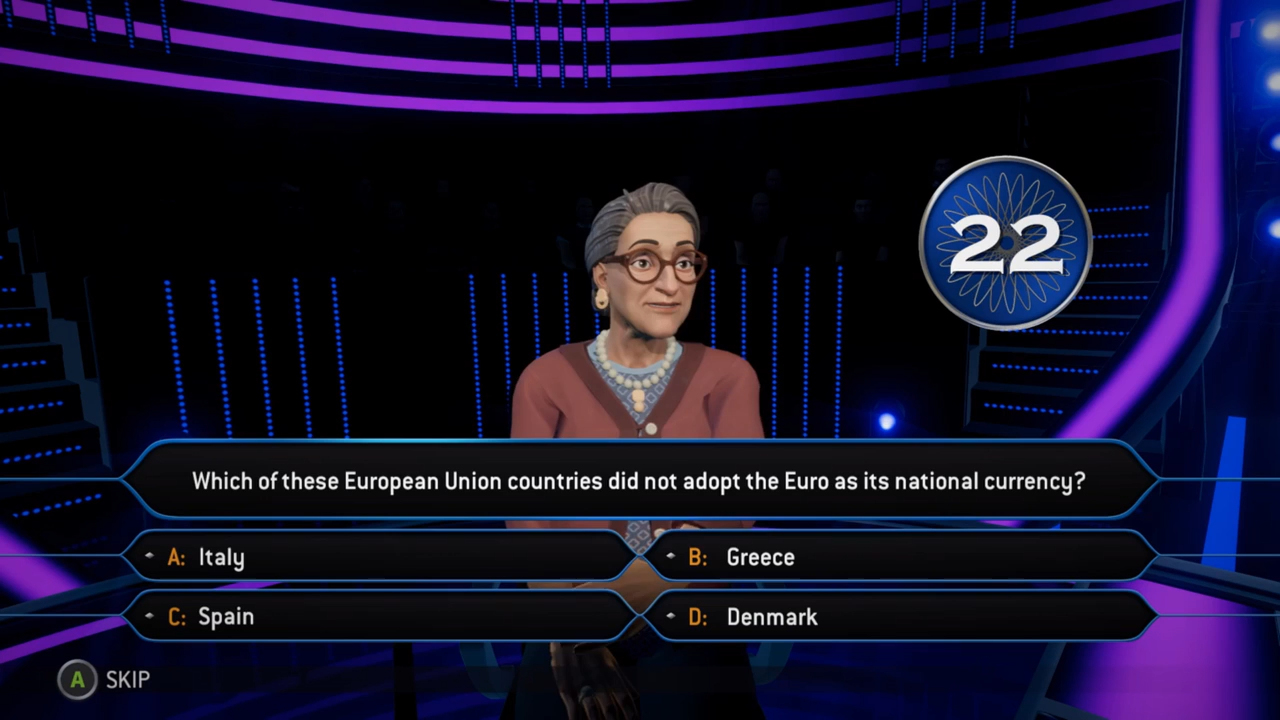 22
Which of these European Union countries did not adopt the Euro as its national currency?
A: Italy
B: Greece
C: Spain
D: Denmark
A SKIP